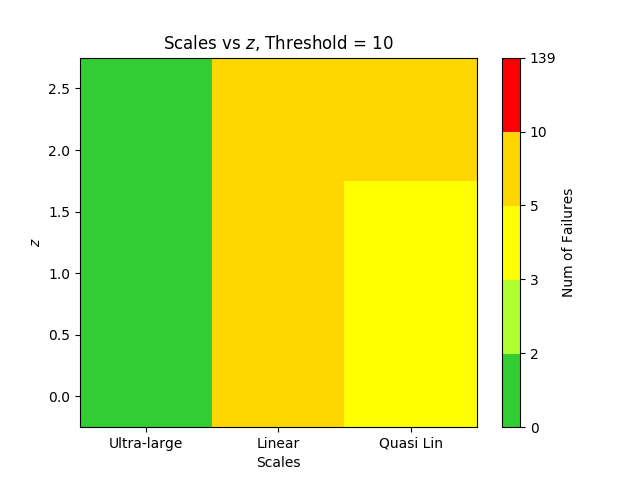 Scales vs z, Threshold = 10
2.5
2.0
1.5
1.0
0.5
0.0
z
Ultra-large
Linear
Quasi Lin
Scales
139
10
5
3
2
0
Num of Failures